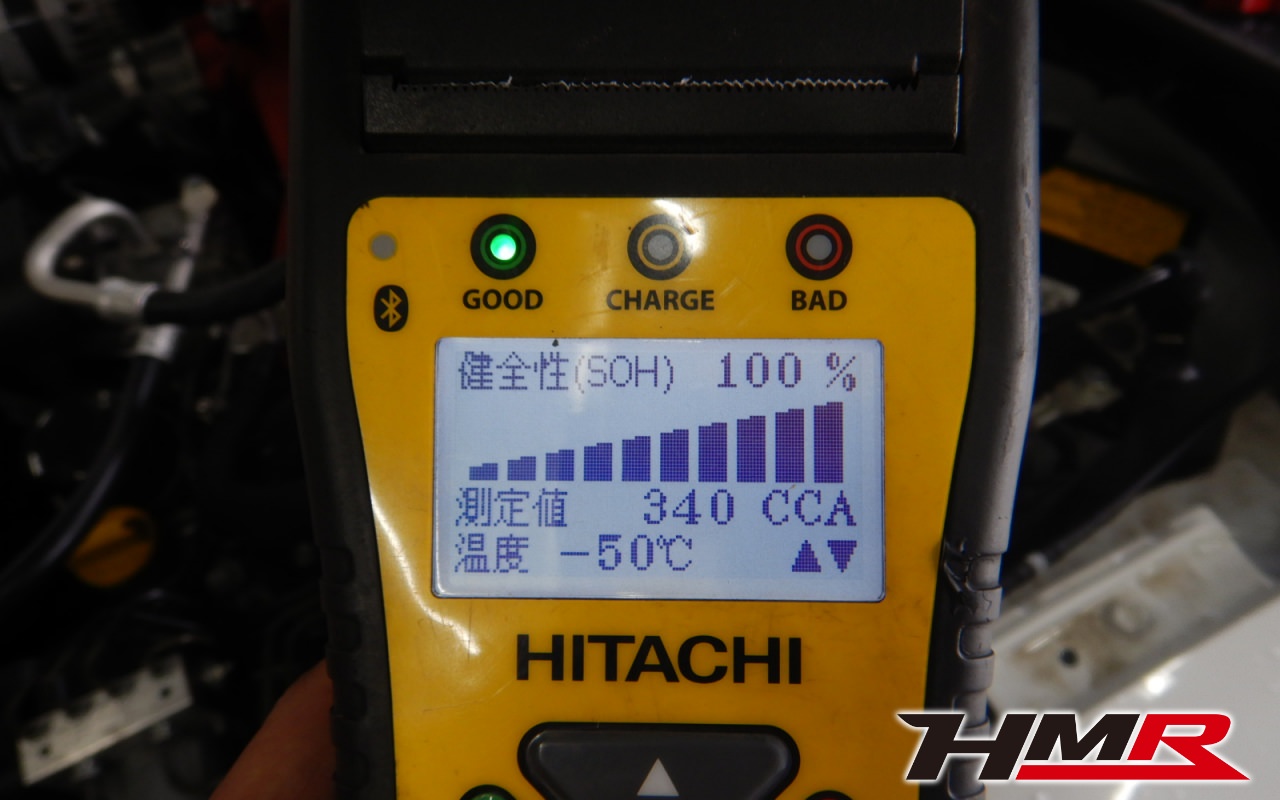 GOOD CHARGE BAD
健全性(SOH) 100 %
測定値 340 CCA
温度 -50℃ ▲▼
HITACHI
HMR